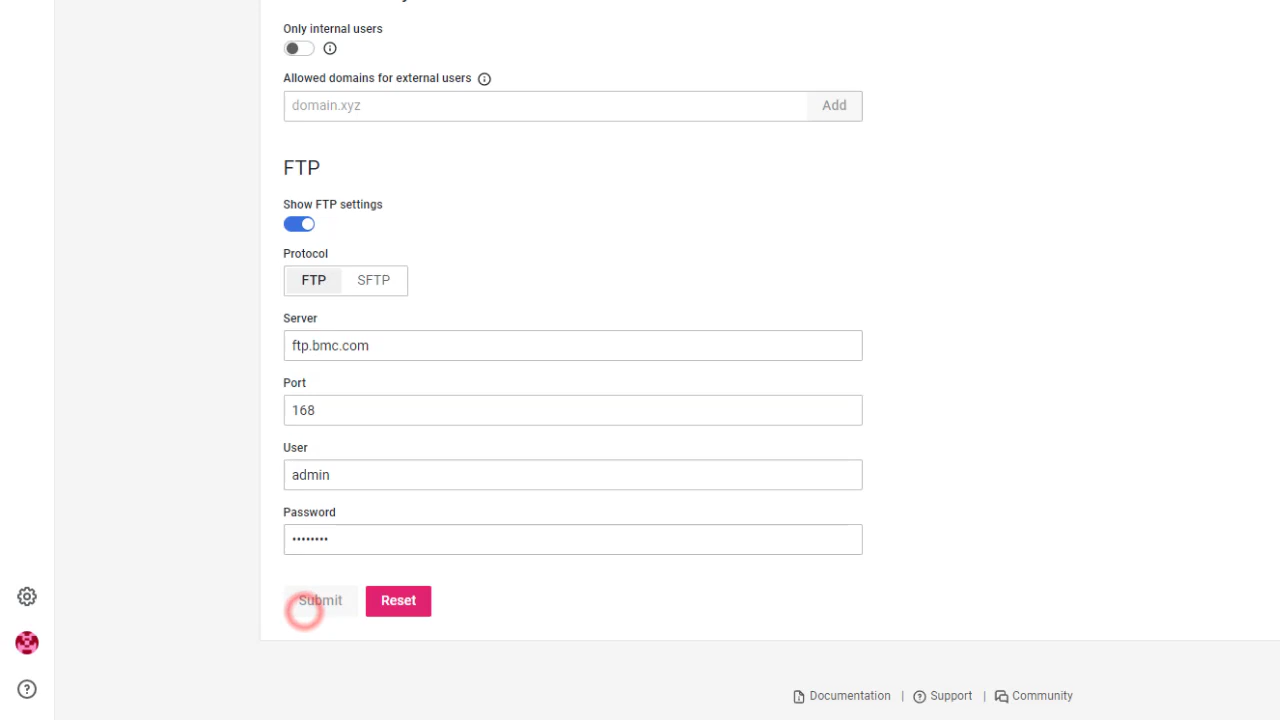 Only internal users
Allowed domains for external users
domain.xyz Add
FTP
Show FTP settings
Protocol
FTP SFTP
Server
ftp.bmc.com
Port
168
User
admin
Password
••••••••
Submit Reset
Documentation | Support | Community